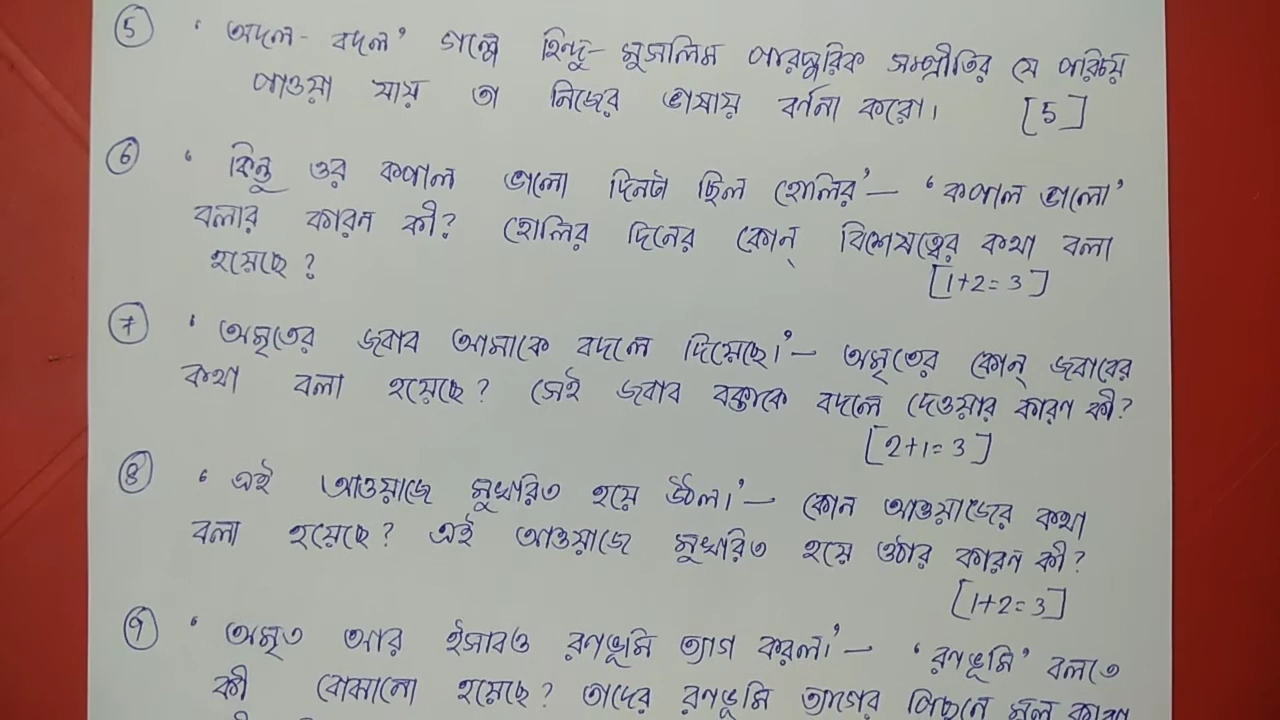 ⑤ ‘অদল-বদল’ গল্পে হিন্দু-মুসলিম পারস্পরিক সম্প্রীতির যে পরিচয়
পাওয়া যায় তা নিজের ভাষায় বর্ণনা করো। [5]
⑥ ‘কিন্তু ওর কপাল ভালো দিনটা ছিল হোলির’— ‘কপাল ভালো’
বলার কারন কী? হোলির দিনের কোন্ বিশেষত্বের কথা বলা
হয়েছে? [1+2=3]
⑦ ‘অমৃতের জবাব আমাকে বদলে দিয়েছে।’— অমৃতের কোন্ জবাবের
কথা বলা হয়েছে? সেই জবাব বক্তাকে বদলে দেওয়ার কারণ কী?
[2+1=3]
⑧ ‘এই আওয়াজে মুখরিত হয়ে উঠল।’— কোন আওয়াজের কথা
বলা হয়েছে? এই আওয়াজে মুখরিত হয়ে ওঠার কারন কী?
[1+2=3]
⑨ ‘অমৃত আর ইসাবও রণভূমি ত্যাগ করল।’— ‘রণভূমি’ বলতে
কী বোঝানো হয়েছে? তাদের রণভূমি ত্যাগের পিছনে মূল কারণ